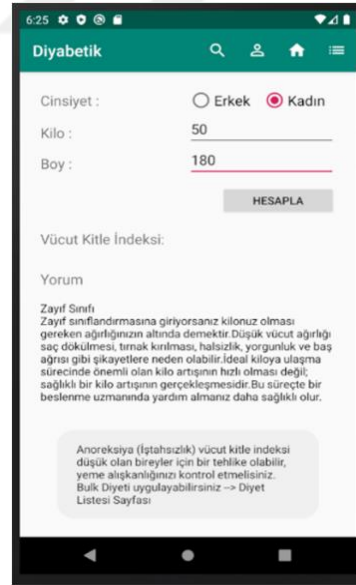 6:25
Diyabetik
Cinsiyet :
Erkek
Kadın
Kilo :
50
Boy :
180
HESAPLA
Vücut Kitle İndeksi:
Yorum
Zayıf Sınıfı
Zayıf sınıflandırmasına giriyorsanız kilonuz olması
gereken ağırlığınızın altında demektir.Düşük vücut ağırlığı
saç dökülmesi, tırnak kırılması, halsizlik, yorgunluk ve baş
ağrısı gibi şikayetlere neden olabilir.İdeal kiloya ulaşma
sürecinde önemli olan kilo artışının hızlı olması değil;
sağlıklı bir kilo artışının gerçekleşmesidir.Bu süreçte bir
beslenme uzmanında yardım almanız daha sağlıklı olur.
Anoreksiya (İştahsızlık) vücut kitle indeksi
düşük olan bireyler için bir tehlike olabilir,
yeme alışkanlığınızı kontrol etmelisiniz.
Bulk Diyeti uygulayabilirsiniz --> Diyet
Listesi Sayfası